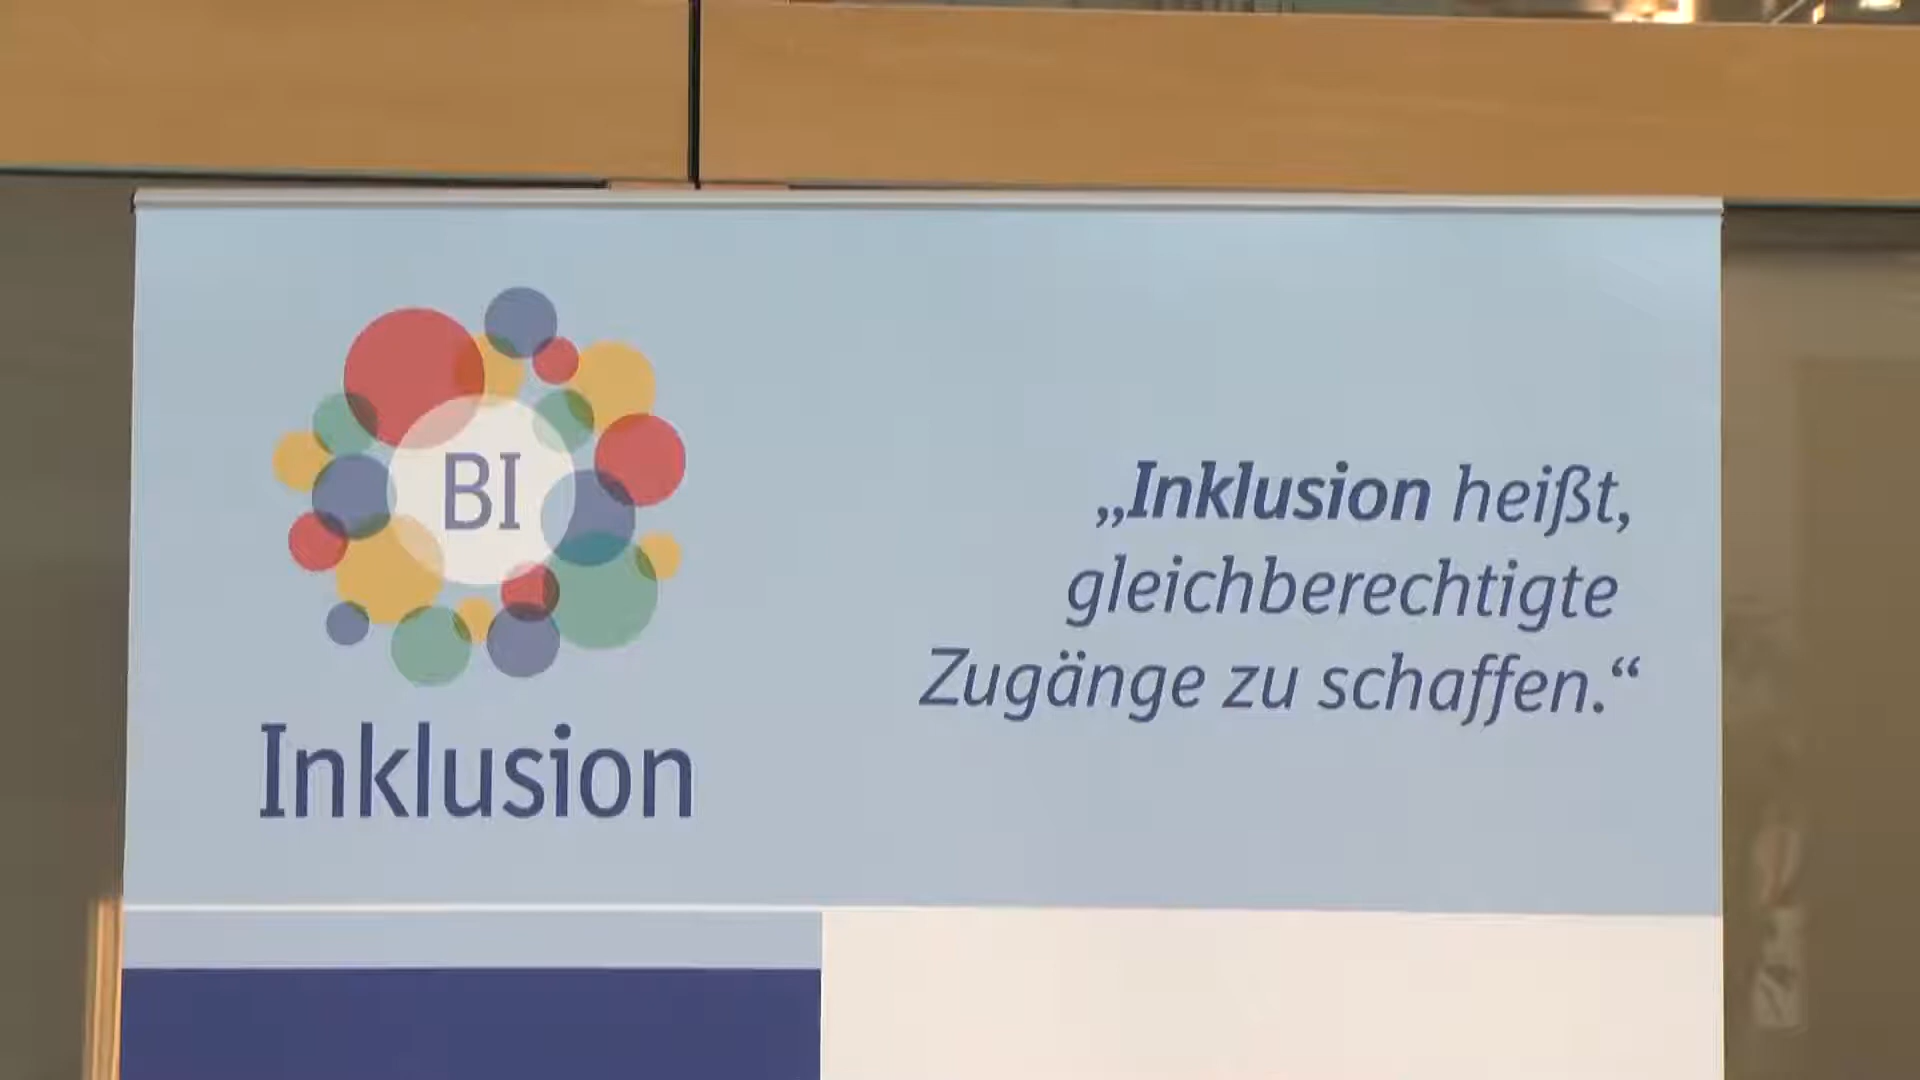 BI
Inklusion
„Inklusion heißt,
gleichberechtigte
Zugänge zu schaffen.“